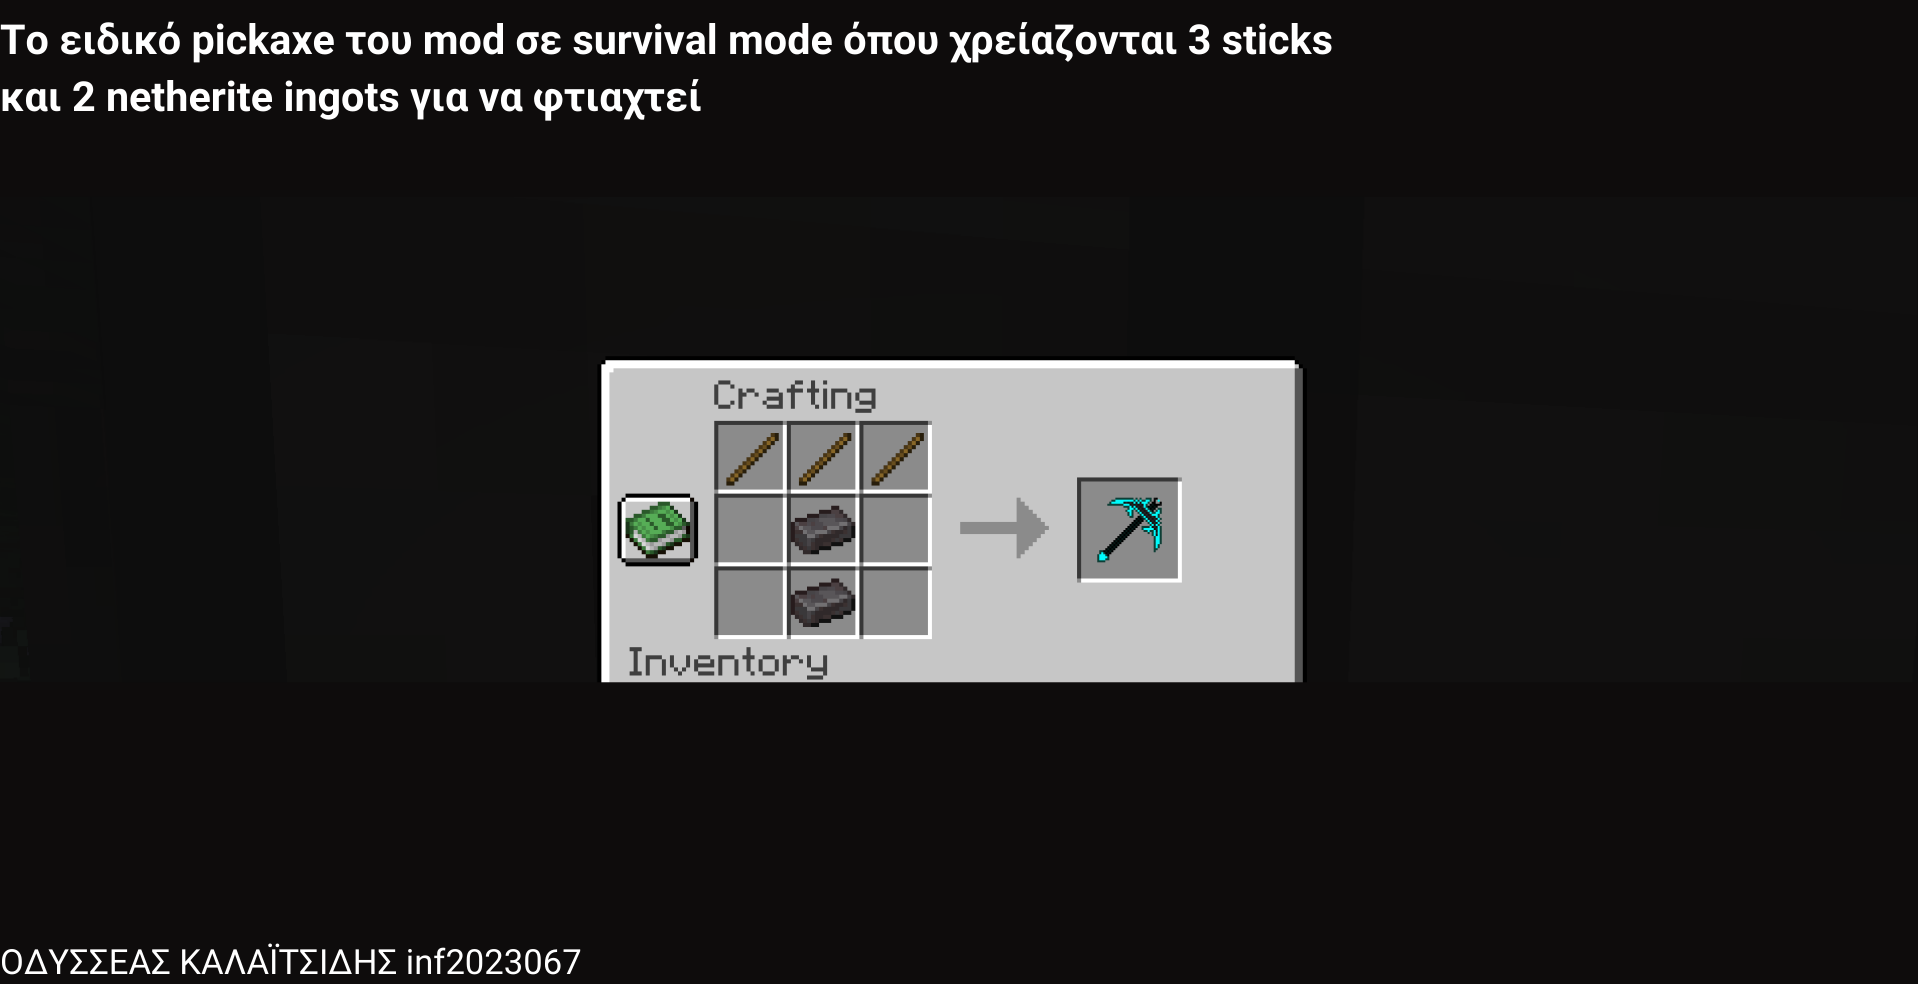 Το ειδικό pickaxe του mod σε survival mode όπου χρείαζονται 3 sticks
και 2 netherite ingots για να φτιαχτεί
Crafting
Inventory
ΟΔΥΣΣΕΑΣ ΚΑΛΑΪΤΣΙΔΗΣ inf2023067